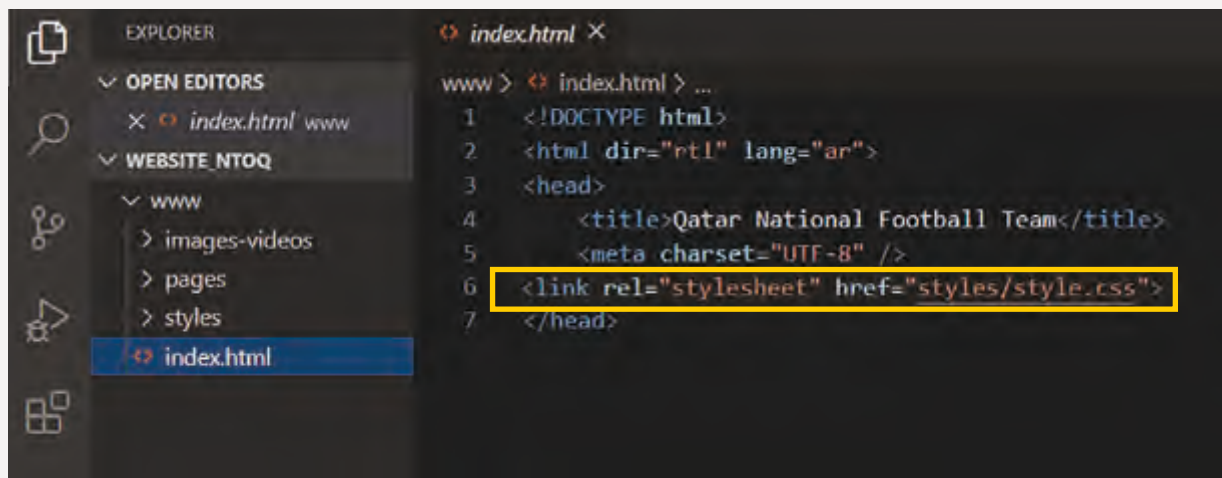 EXPLORER
OPEN EDITORS
index.html www
WEBSITE_NTOQ
www
images-videos
pages
styles
index.html
index.html
www > index.html > ...
1 <!DOCTYPE html>
2 <html dir="rtl" lang="ar">
3 <head>
4 <title>Qatar National Football Team</title>
5 <meta charset="UTF-8" />
6 <link rel="stylesheet" href="styles/style.css">
7 </head>